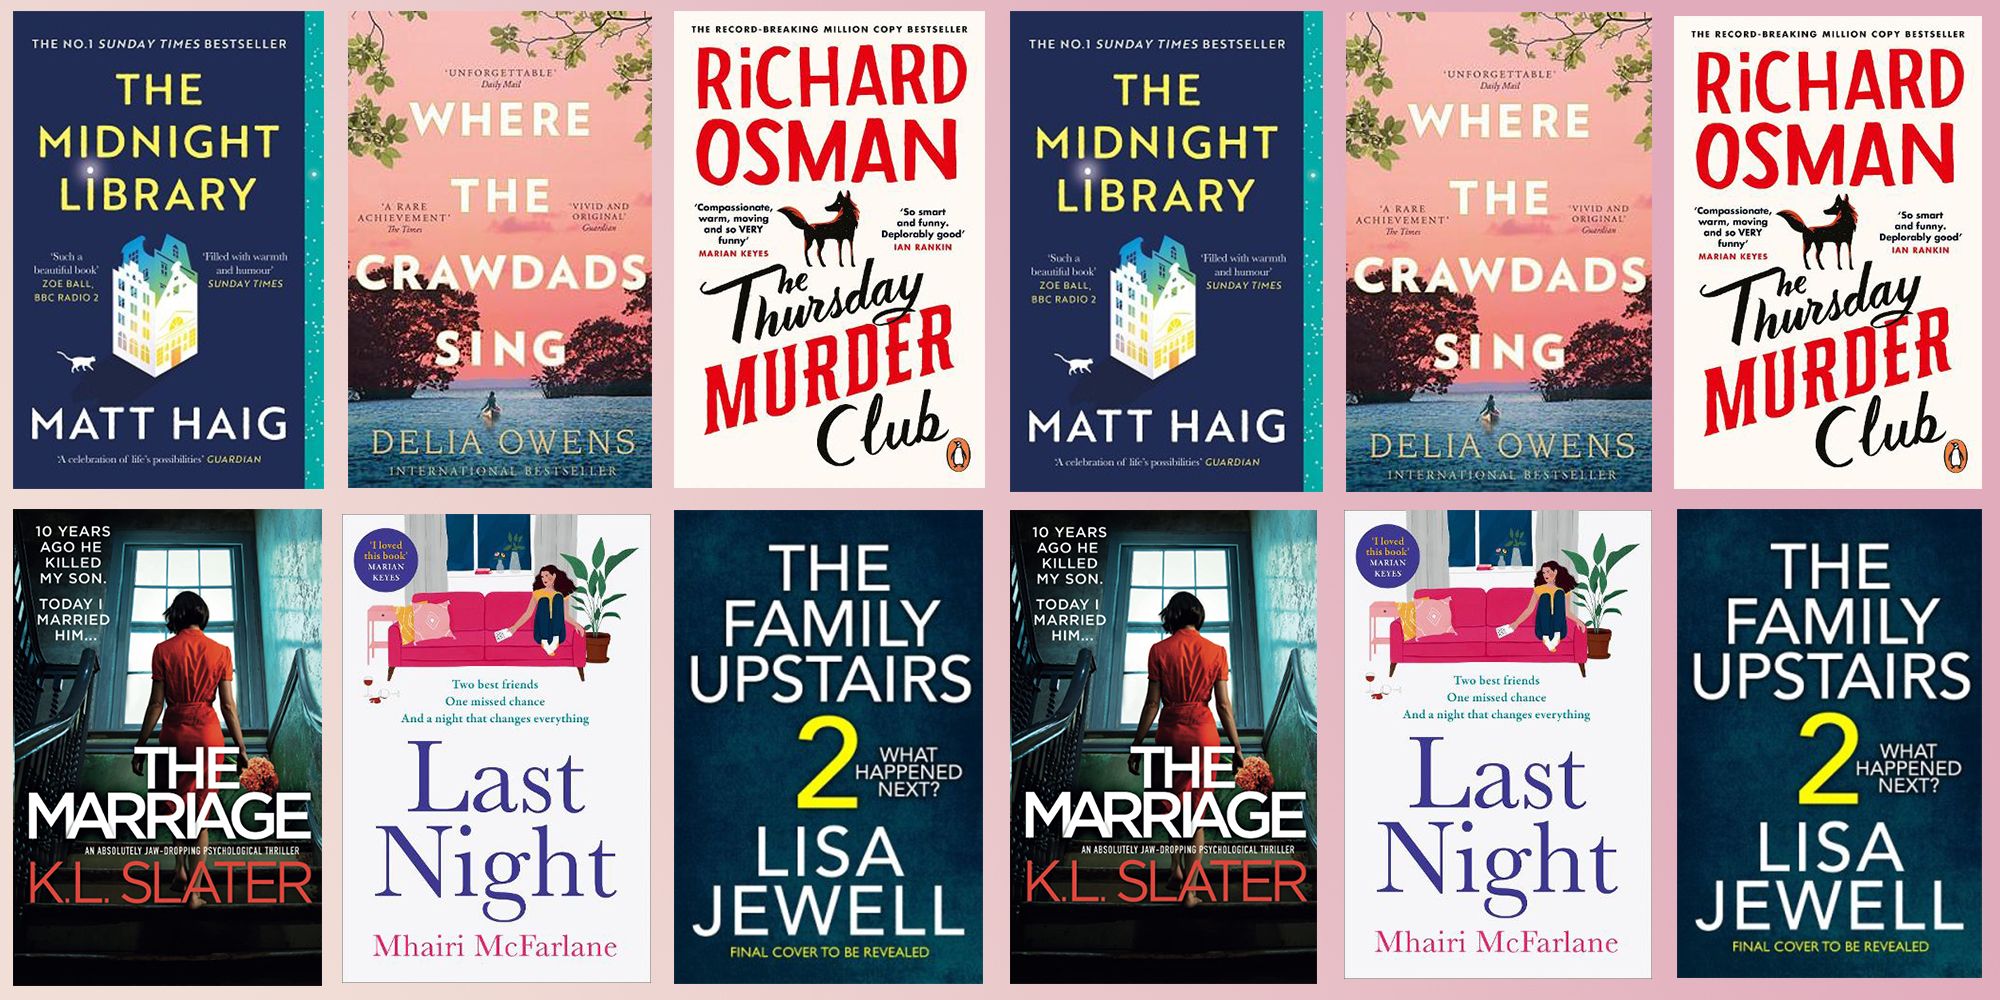 THE NO.1 SUNDAY TIMES BESTSELLER
THE
MIDNIGHT
LIBRARY
'Such a
beautiful book'
ZOE BALL,
BBC RADIO 2
'Filled with warmth
and humour'
SUNDAY TIMES
MATT HAIG
'A celebration of life's possibilities' GUARDIAN
'UNFORGETTABLE'
Daily Mail
WHERE
THE
'A RARE
ACHIEVEMENT'
The Times
'VIVID AND
ORIGINAL'
Guardian
CRAWDADS
SING
DELIA OWENS
INTERNATIONAL BESTSELLER
THE RECORD-BREAKING MILLION COPY BESTSELLER
RICHARD
OSMAN
'Compassionate,
warm, moving
and so VERY
funny'
MARIAN KEYES
'So smart
and funny.
Deplorably good'
IAN RANKIN
The
Thursday
MURDER
Club
THE NO.1 SUNDAY TIMES BESTSELLER
THE
MIDNIGHT
LIBRARY
'Such a
beautiful book'
ZOE BALL,
BBC RADIO 2
'Filled with warmth
and humour'
SUNDAY TIMES
MATT HAIG
'A celebration of life's possibilities' GUARDIAN
'UNFORGETTABLE'
Daily Mail
WHERE
THE
'A RARE
ACHIEVEMENT'
The Times
'VIVID AND
ORIGINAL'
Guardian
CRAWDADS
SING
DELIA OWENS
INTERNATIONAL BESTSELLER
THE RECORD-BREAKING MILLION COPY BESTSELLER
RICHARD
OSMAN
'Compassionate,
warm, moving
and so VERY
funny'
MARIAN KEYES
'So smart
and funny.
Deplorably good'
IAN RANKIN
The
Thursday
MURDER
Club
10 YEARS
AGO HE
KILLED
MY SON.
TODAY I
MARRIED
HIM...
THE
MARRIAGE
AN ABSOLUTELY JAW-DROPPING PSYCHOLOGICAL THRILLER
K.L. SLATER
'I loved
this book'
MARIAN
KEYES
Two best friends
One missed chance
And a night that changes everything
Last
Night
Mhairi McFarlane
THE
FAMILY
UPSTAIRS
2
WHAT
HAPPENED
NEXT?
LISA
JEWELL
FINAL COVER TO BE REVEALED
10 YEARS
AGO HE
KILLED
MY SON.
TODAY I
MARRIED
HIM...
THE
MARRIAGE
AN ABSOLUTELY JAW-DROPPING PSYCHOLOGICAL THRILLER
K.L. SLATER
'I loved
this book'
MARIAN
KEYES
Two best friends
One missed chance
And a night that changes everything
Last
Night
Mhairi McFarlane
THE
FAMILY
UPSTAIRS
2
WHAT
HAPPENED
NEXT?
LISA
JEWELL
FINAL COVER TO BE REVEALED